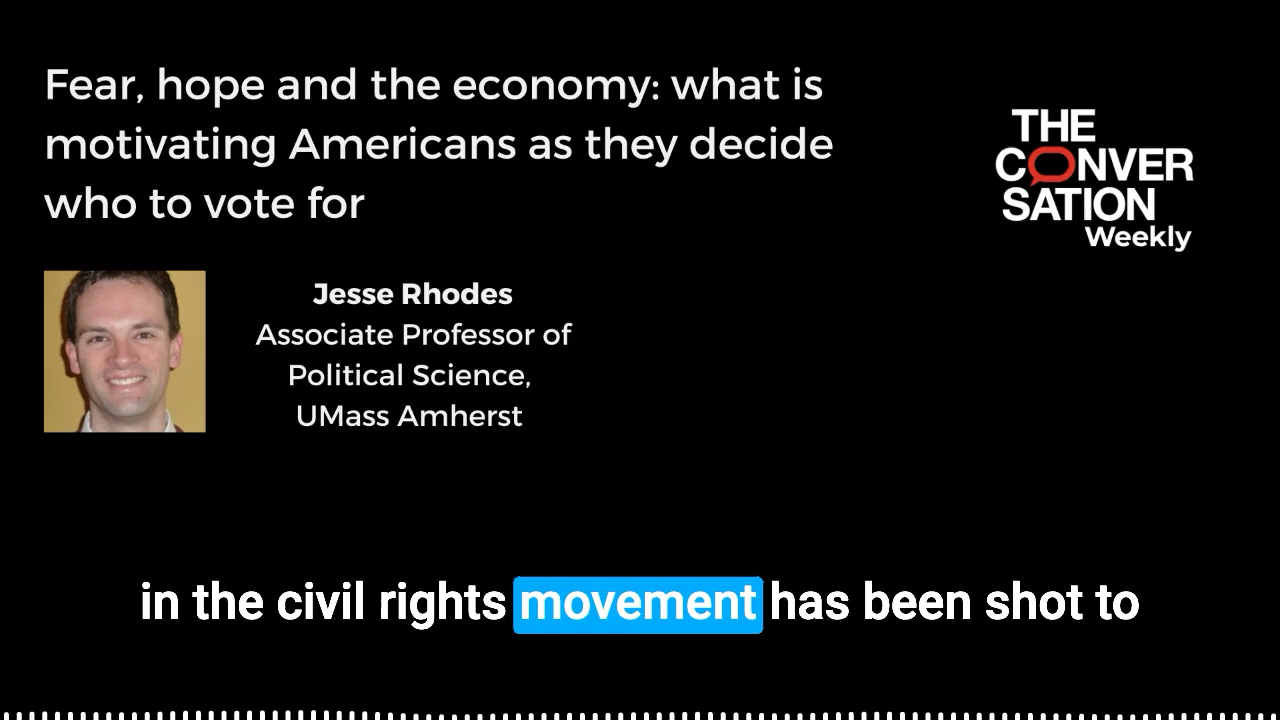 Fear, hope and the economy: what is
motivating Americans as they decide
who to vote for
THE
CONVER
SATION
Weekly
Jesse Rhodes
Associate Professor of
Political Science,
UMass Amherst
in the civil rights movement has been shot to